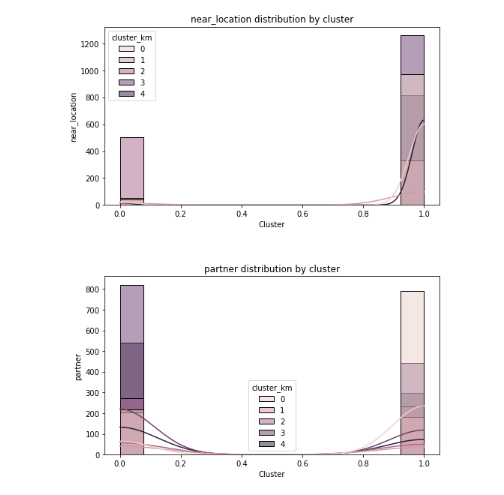 near_location distribution by cluster
cluster_km
0
1
2
3
4
near_location
1200
1000
800
600
400
200
0
0.0 0.2 0.4 0.6 0.8 1.0
Cluster
partner distribution by cluster
partner
800
700
600
500
400
300
200
100
0
cluster_km
0
1
2
3
4
0.0 0.2 0.4 0.6 0.8 1.0
Cluster